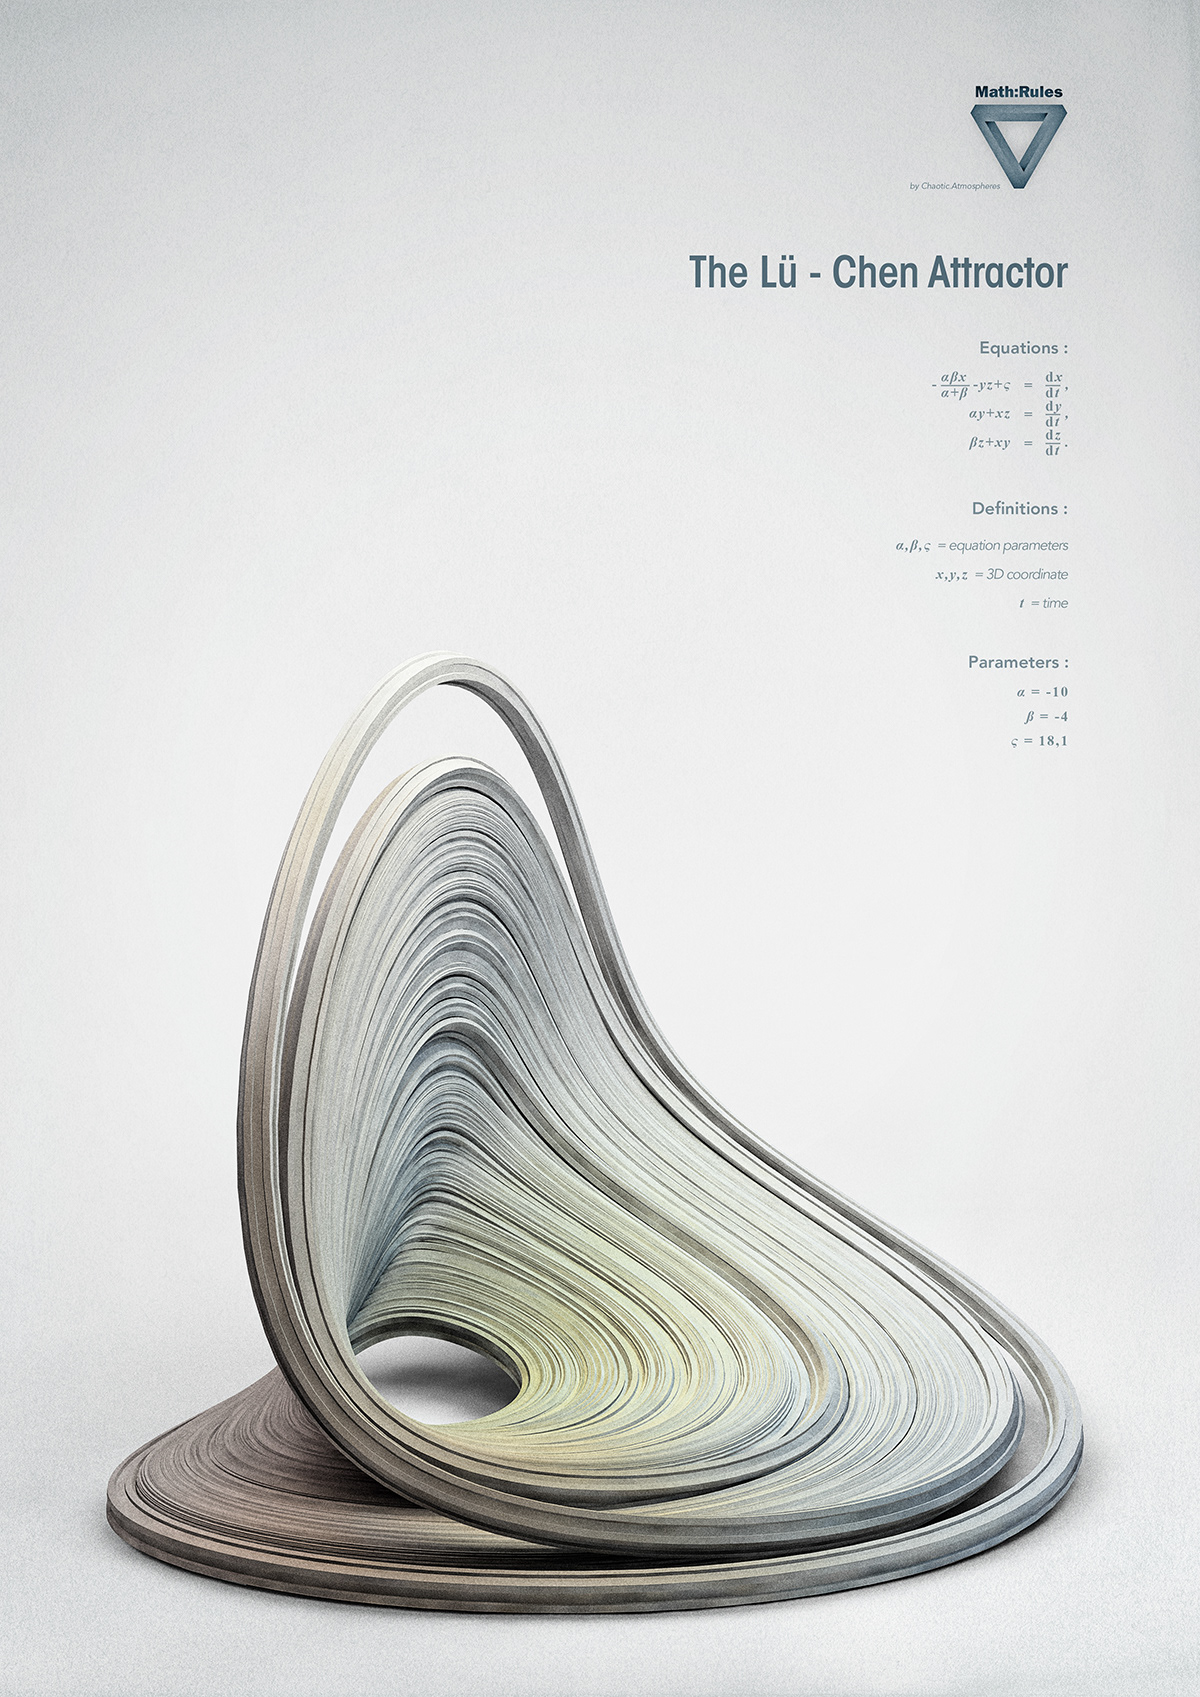 Math:Rules
by Chaotic Atmospheres
The Lü - Chen Attractor
Equations :
-αβx/α+β -yz+ς = dx/dt ,
αy+xz = dy/dt ,
βz+xy = dz/dt .
Definitions :
α,β,ς = equation parameters
x,y,z = 3D coordinate
t = time
Parameters :
α = -10
β = -4
ς = 18,1